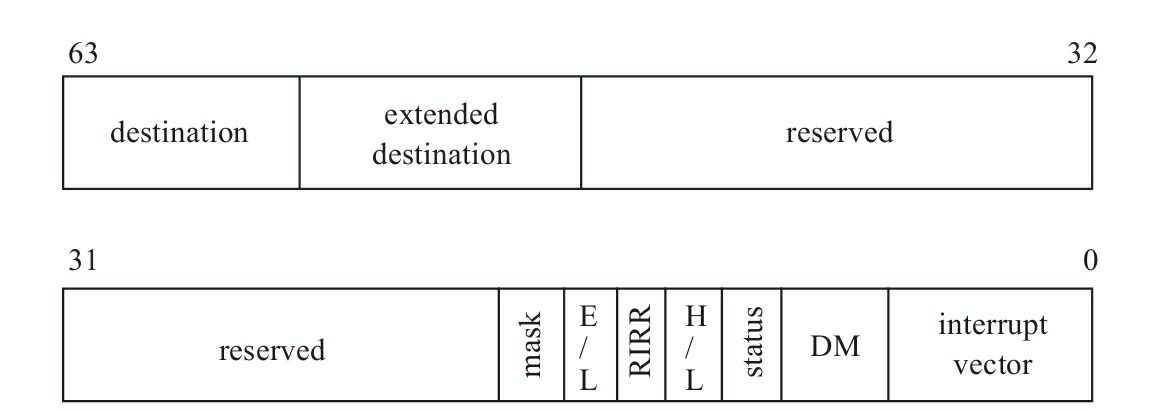 63 32
destination
extended
destination
reserved
31 0
reserved
mask
E
/
L
RIRR
H
/
L
status
DM
interrupt
vector